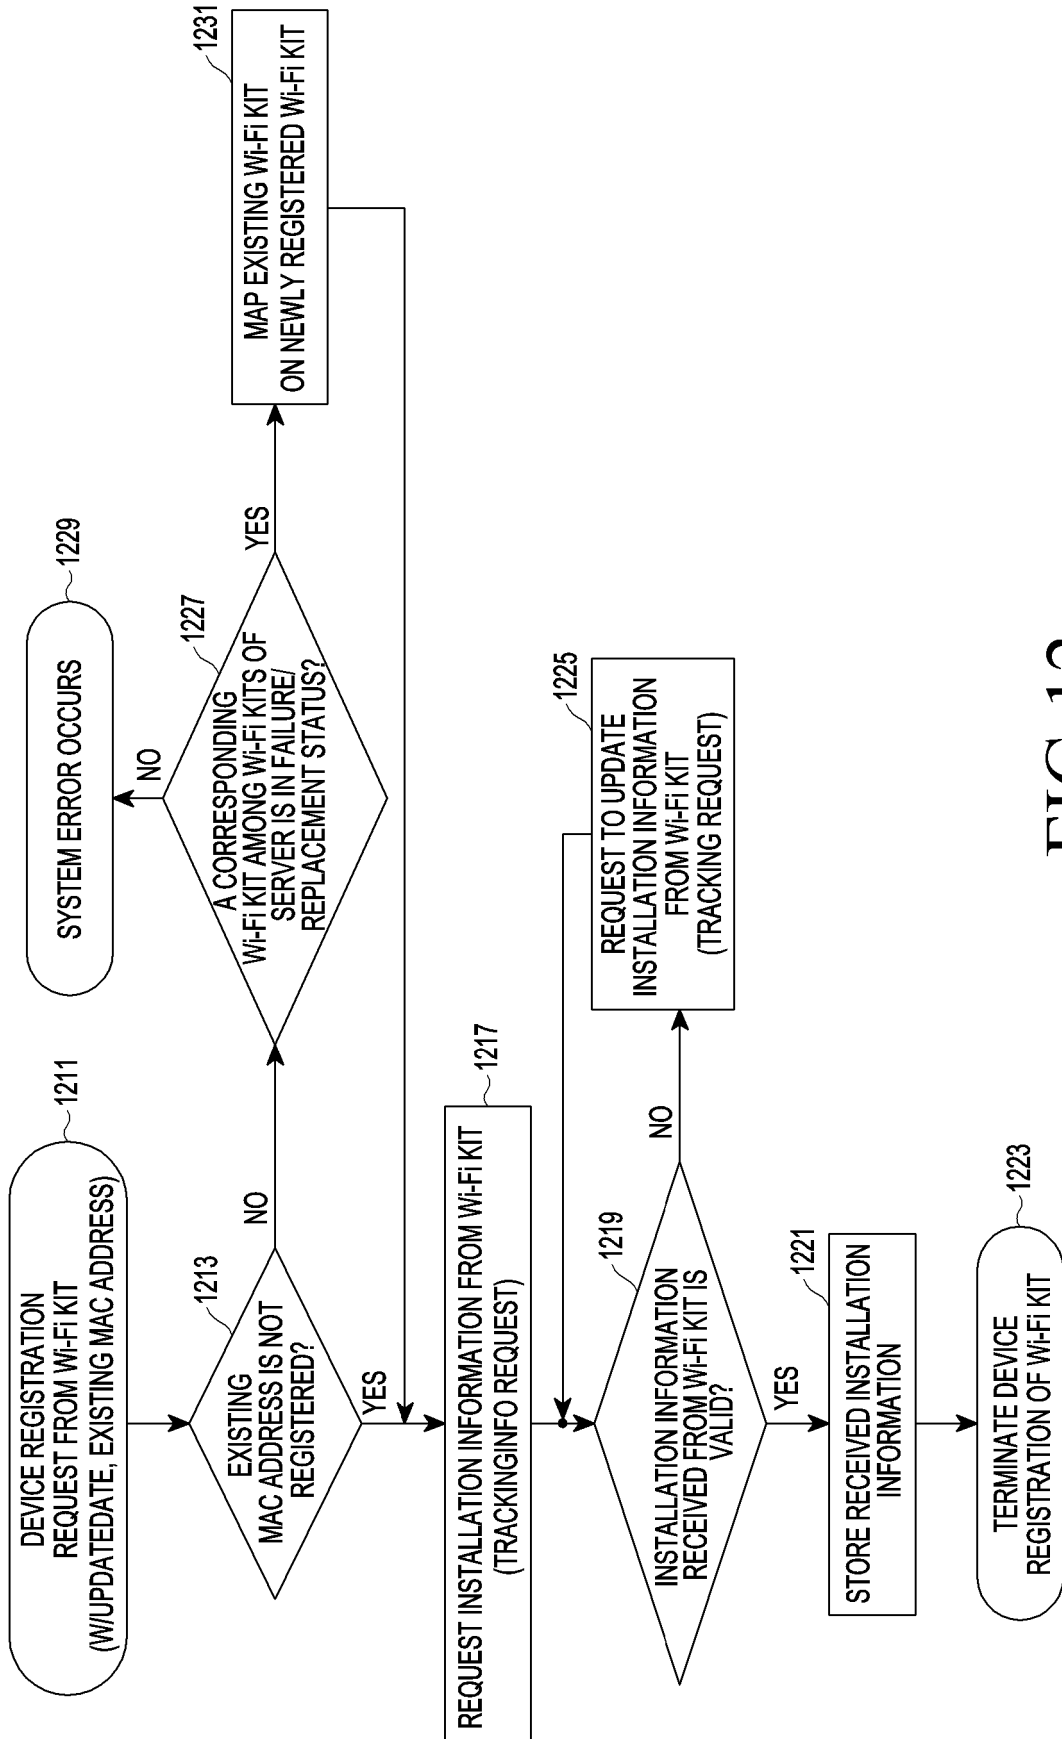 DEVICE REGISTRATION
REQUEST FROM Wi-Fi KIT
(W/UPDATEDATE, EXISTING MAC ADDRESS)
1211
EXISTING
MAC ADDRESS IS NOT
REGISTERED?
1213
NO
YES
A CORRESPONDING
Wi-Fi KIT AMONG Wi-Fi KITS OF
SERVER IS IN FAILURE/
REPLACEMENT STATUS?
1227
NO
YES
SYSTEM ERROR OCCURS
1229
MAP EXISTING Wi-Fi KIT
ON NEWLY REGISTERED Wi-Fi KIT
1231
REQUEST INSTALLATION INFORMATION FROM Wi-Fi KIT
(TRACKINGINFO REQUEST)
1217
INSTALLATION INFORMATION
RECEIVED FROM Wi-Fi KIT IS
VALID?
1219
NO
YES
REQUEST TO UPDATE
INSTALLATION INFORMATION
FROM Wi-Fi KIT
(TRACKING REQUEST)
1225
STORE RECEIVED INSTALLATION
INFORMATION
1221
TERMINATE DEVICE
REGISTRATION OF Wi-Fi KIT
1223